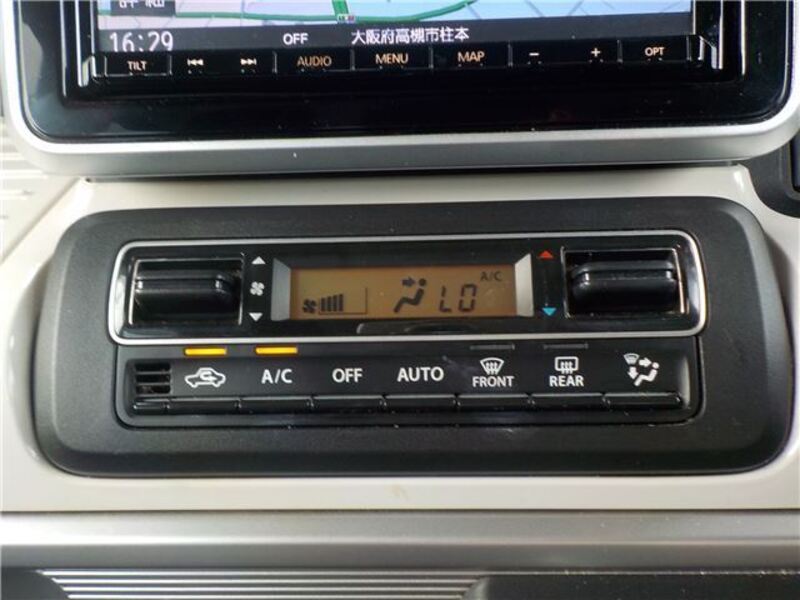 16:29 OFF 大阪府高槻市柱本
TILT AUDIO MENU MAP − + OPT
A/C
LO
A/C OFF AUTO FRONT REAR